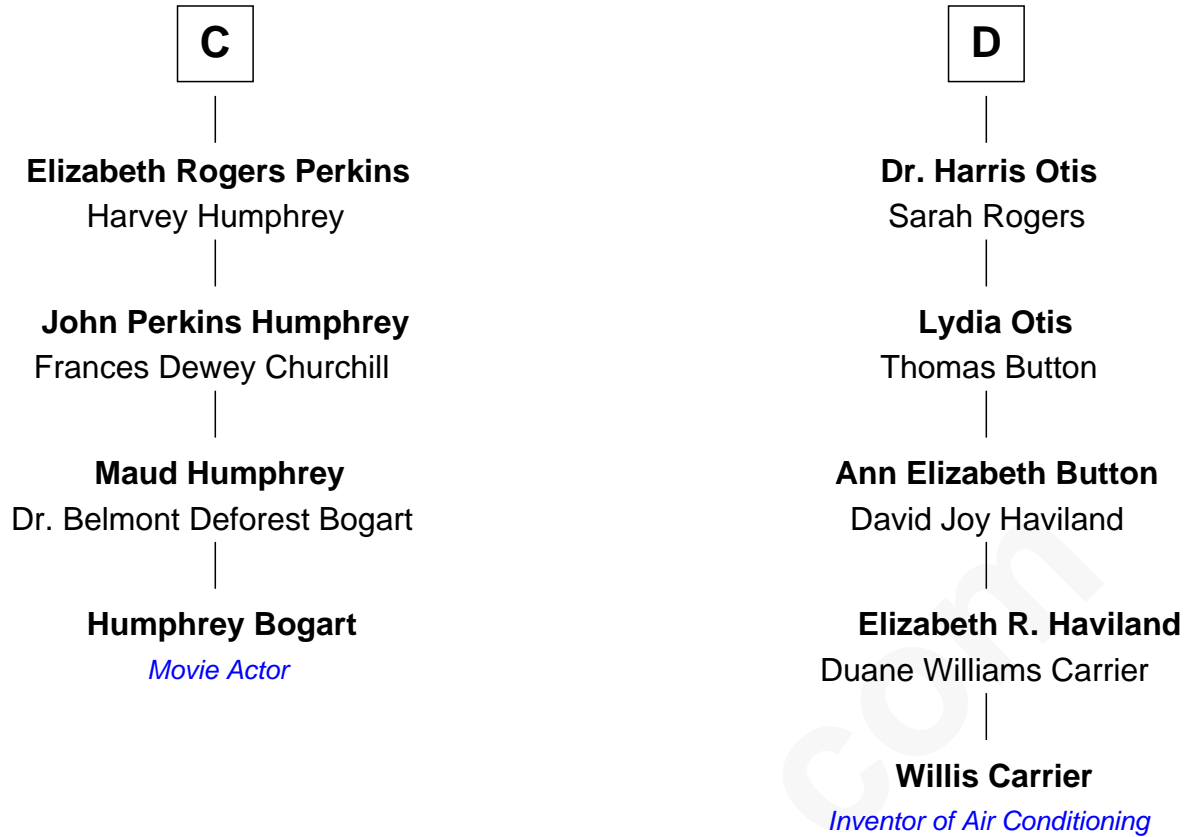 C
Elizabeth Rogers Perkins
Harvey Humphrey
John Perkins Humphrey
Frances Dewey Churchill
Maud Humphrey
Dr. Belmont Deforest Bogart
Humphrey Bogart
Movie Actor
D
Dr. Harris Otis
Sarah Rogers
Lydia Otis
Thomas Button
Ann Elizabeth Button
David Joy Haviland
Elizabeth R. Haviland
Duane Williams Carrier
Willis Carrier
Inventor of Air Conditioning
com